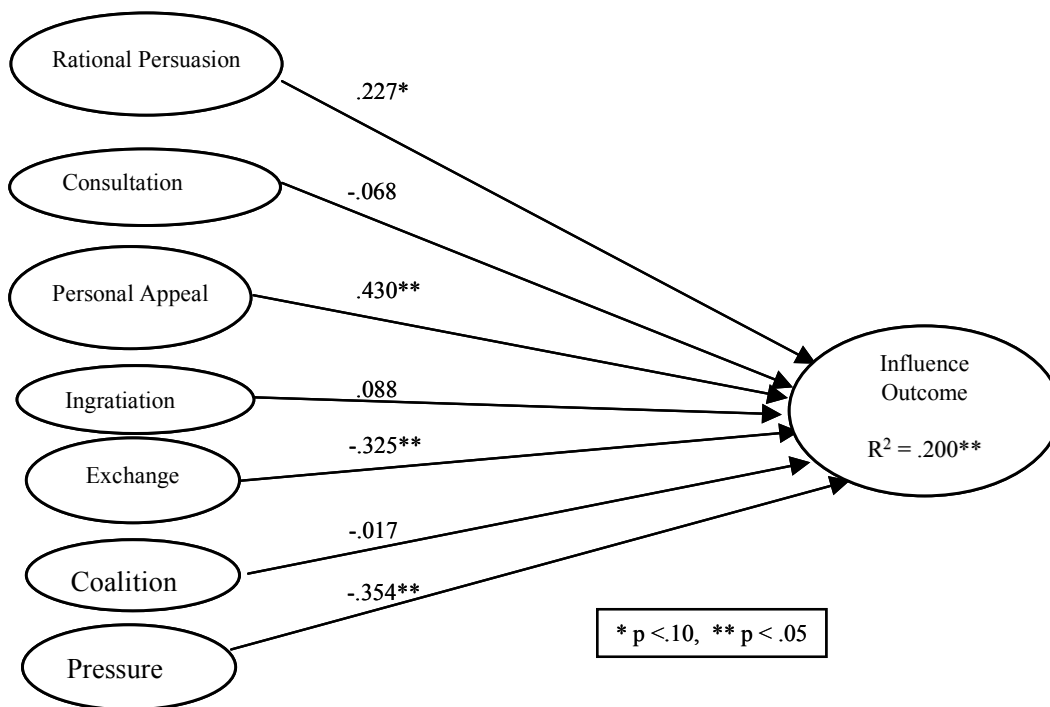 Rational Persuasion
.227*
Consultation
-.068
Personal Appeal
.430**
Ingratiation
.088
Exchange
-.325**
Coalition
-.017
Pressure
-.354**
Influence
Outcome
R² = .200**
* p <.10, ** p < .05